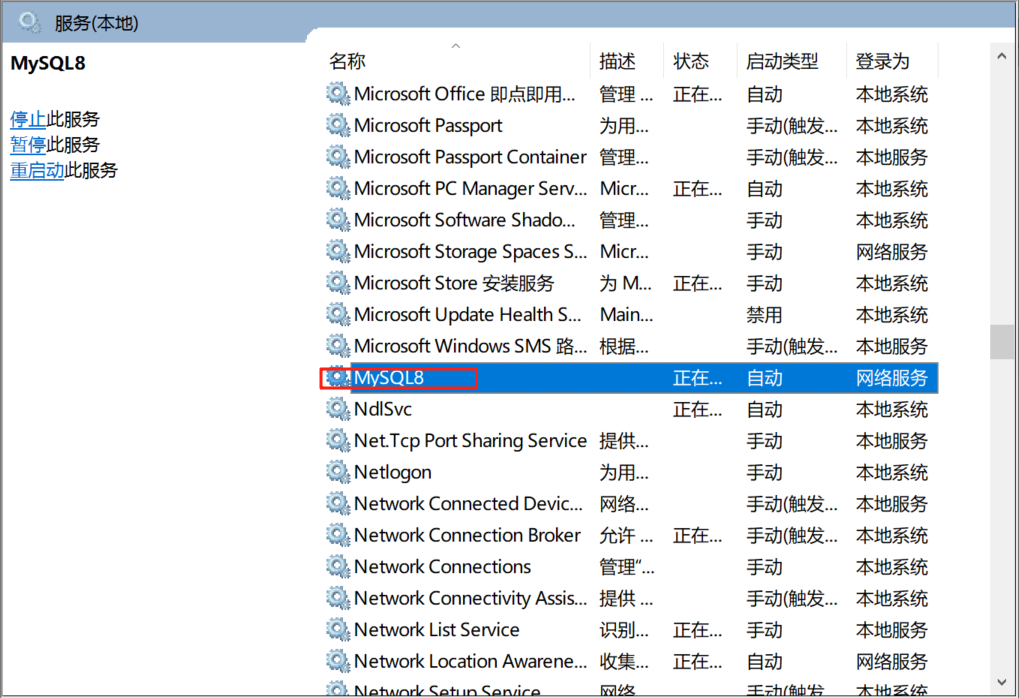 服务(本地)
MySQL8
停止此服务
暂停此服务
重启动此服务
名称 描述 状态 启动类型 登录为
Microsoft Office 即点即用... 管理 ... 正在... 自动 本地系统
Microsoft Passport 为用... 手动(触发... 本地系统
Microsoft Passport Container 管理... 手动(触发... 本地服务
Microsoft PC Manager Serv... Micr... 正在... 自动 本地系统
Microsoft Software Shado... 管理... 手动 本地系统
Microsoft Storage Spaces S... Micr... 手动 网络服务
Microsoft Store 安装服务 为 M... 正在... 手动 本地系统
Microsoft Update Health S... Main... 禁用 本地系统
Microsoft Windows SMS 路... 根据... 手动(触发... 本地服务
MySQL8 正在... 自动 网络服务
NdlSvc 正在... 自动 本地系统
Net.Tcp Port Sharing Service 提供... 手动 本地服务
Netlogon 为用... 手动 本地系统
Network Connected Devic... 网络... 手动(触发... 本地服务
Network Connection Broker 允许 ... 正在... 手动(触发... 本地系统
Network Connections 管理“... 手动 本地系统
Network Connectivity Assis... 提供 ... 手动(触发... 本地系统
Network List Service 识别... 正在... 手动 本地服务
Network Location Awarene... 收集... 正在... 自动 网络服务
Network Setup Service 网络... 手动(触发... 本地系统